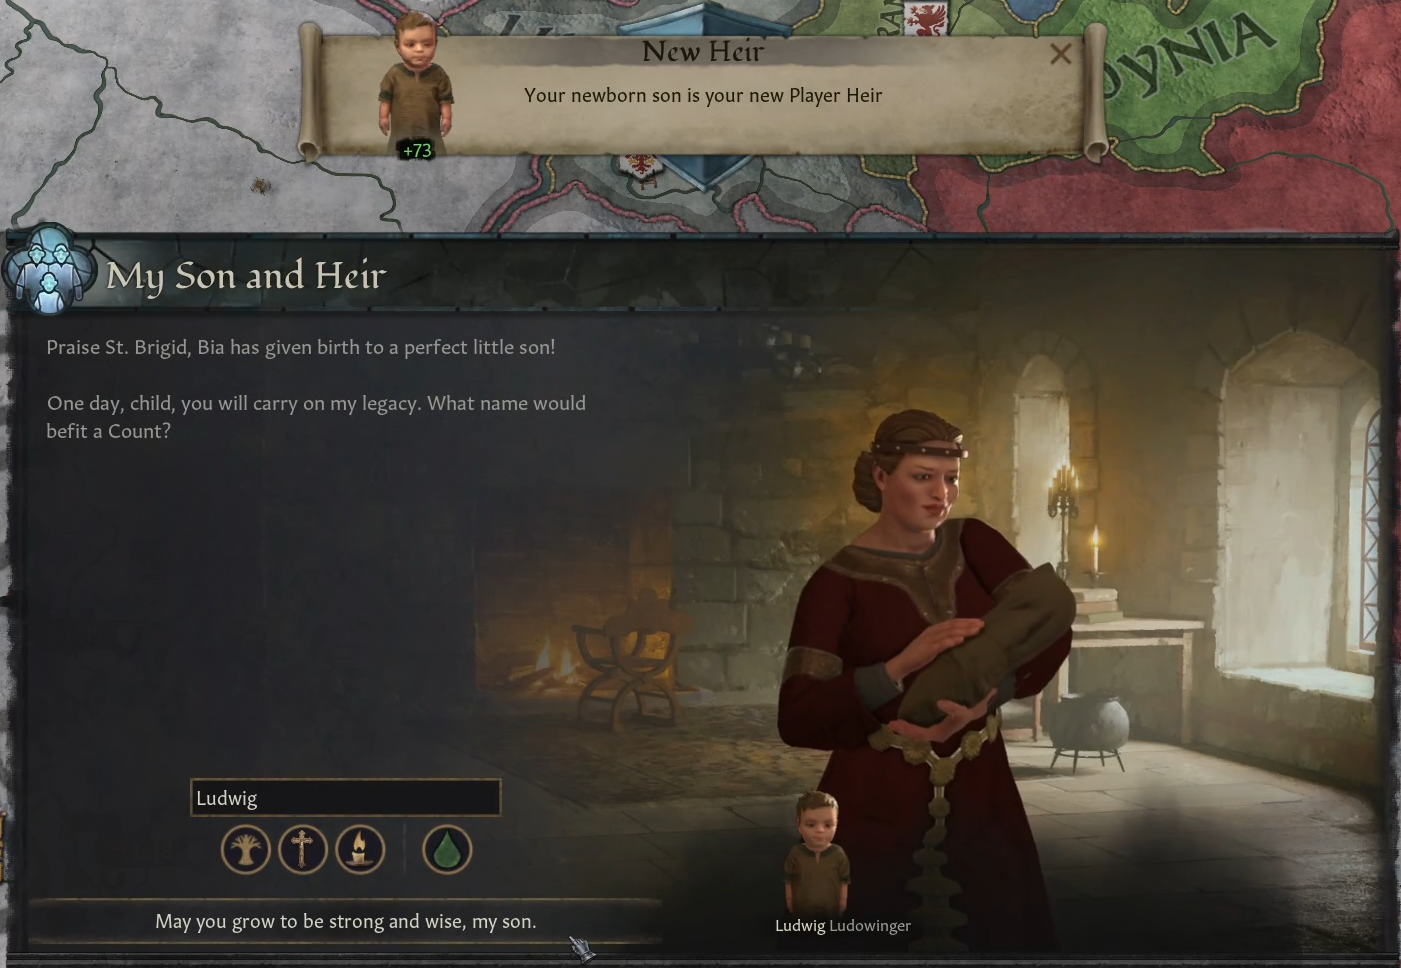 New Heir
Your newborn son is your new Player Heir
+73
My Son and Heir
Praise St. Brigid, Bia has given birth to a perfect little son!
One day, child, you will carry on my legacy. What name would
befit a Count?
Ludwig
May you grow to be strong and wise, my son.
Ludwig Ludowinger